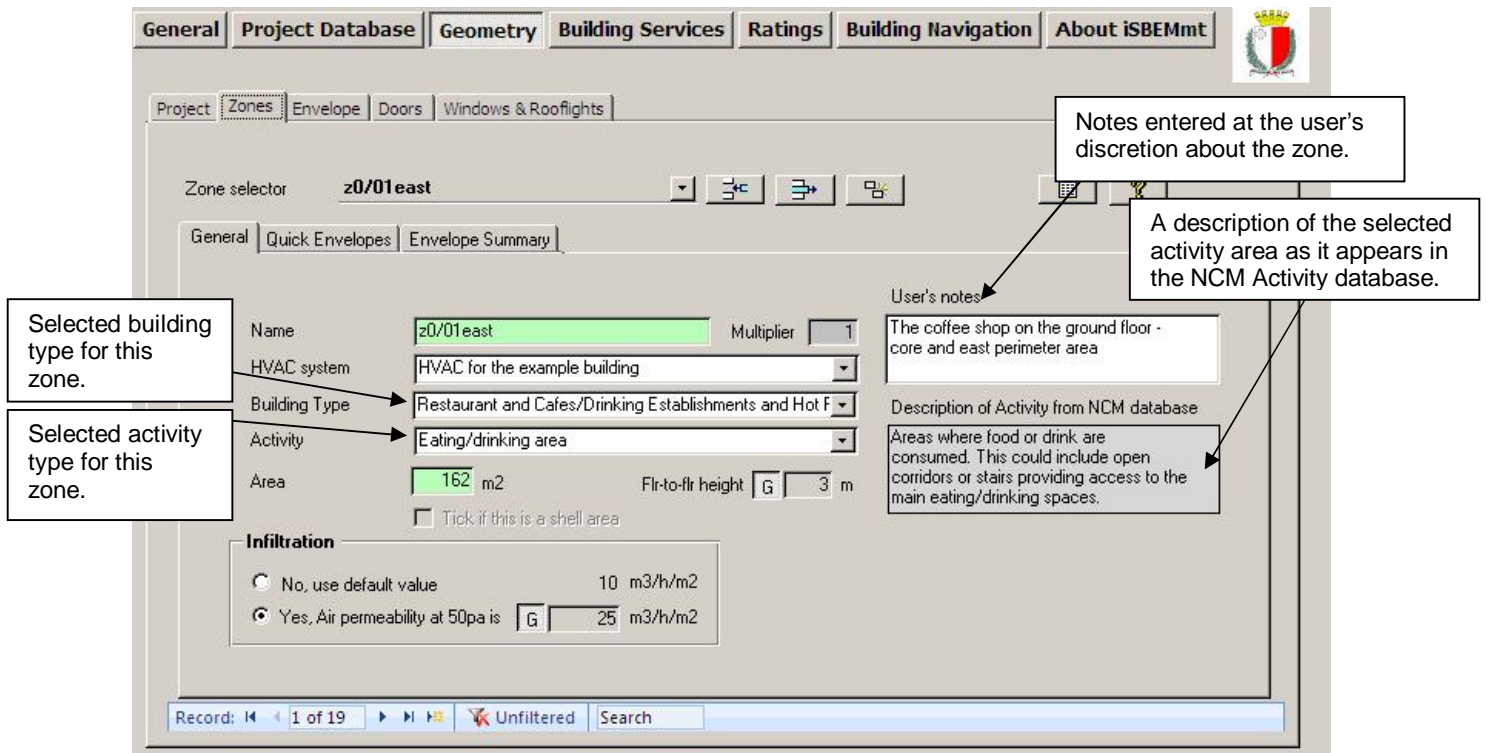 General Project Database Geometry Building Services Ratings Building Navigation About iSBEMmt
Project Zones Envelope Doors Windows & Rooflights
Notes entered at the user's
discretion about the zone.
Zone selector z0/01east
A description of the selected
activity area as it appears in
the NCM Activity database.
General Quick Envelopes Envelope Summary
User's notes
Selected building
type for this
zone.
Name z0/01east Multiplier 1
The coffee shop on the ground floor -
core and east perimeter area
HVAC system HVAC for the example building
Building Type Restaurant and Cafes/Drinking Establishments and Hot F
Description of Activity from NCM database
Selected activity
type for this
zone.
Activity Eating/drinking area
Areas where food or drink are
consumed. This could include open
corridors or stairs providing access to the
main eating/drinking spaces.
Area 162 m2 Flr-to-flr height G 3 m
Tick if this is a shell area
Infiltration
No, use default value 10 m3/h/m2
Yes, Air permeability at 50pa is G 25 m3/h/m2
Record: 1 of 19 Unfiltered Search